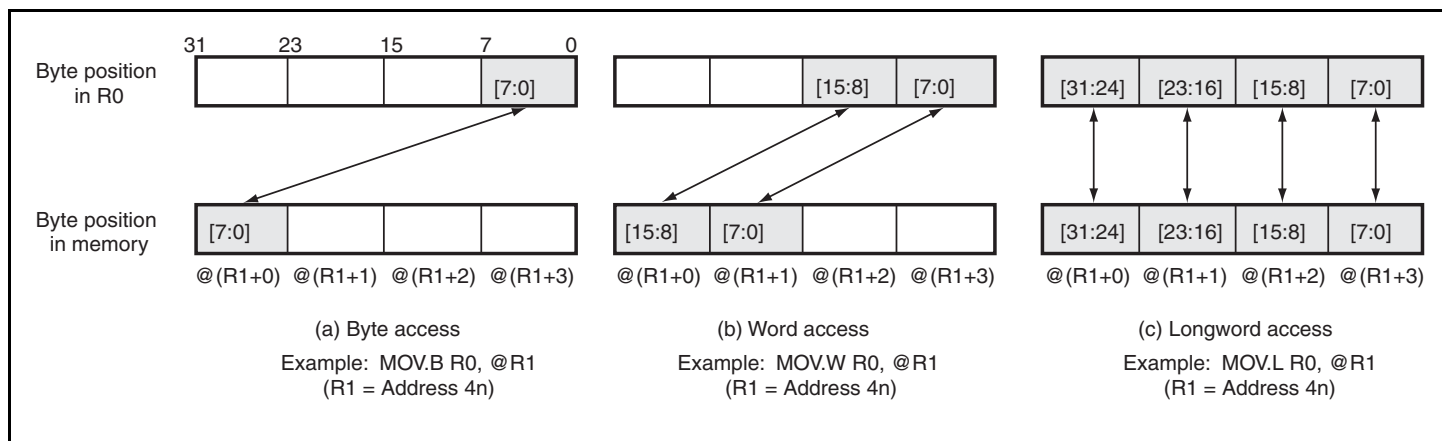 31 23 15 7 0
Byte position
in R0
[7:0]
[15:8] [7:0]
[31:24] [23:16] [15:8] [7:0]
Byte position
in memory
[7:0]
[15:8] [7:0]
[31:24] [23:16] [15:8] [7:0]
@(R1+0) @(R1+1) @(R1+2) @(R1+3)
@(R1+0) @(R1+1) @(R1+2) @(R1+3)
@(R1+0) @(R1+1) @(R1+2) @(R1+3)
(a) Byte access
Example: MOV.B R0, @R1
(R1 = Address 4n)
(b) Word access
Example: MOV.W R0, @R1
(R1 = Address 4n)
(c) Longword access
Example: MOV.L R0, @R1
(R1 = Address 4n)